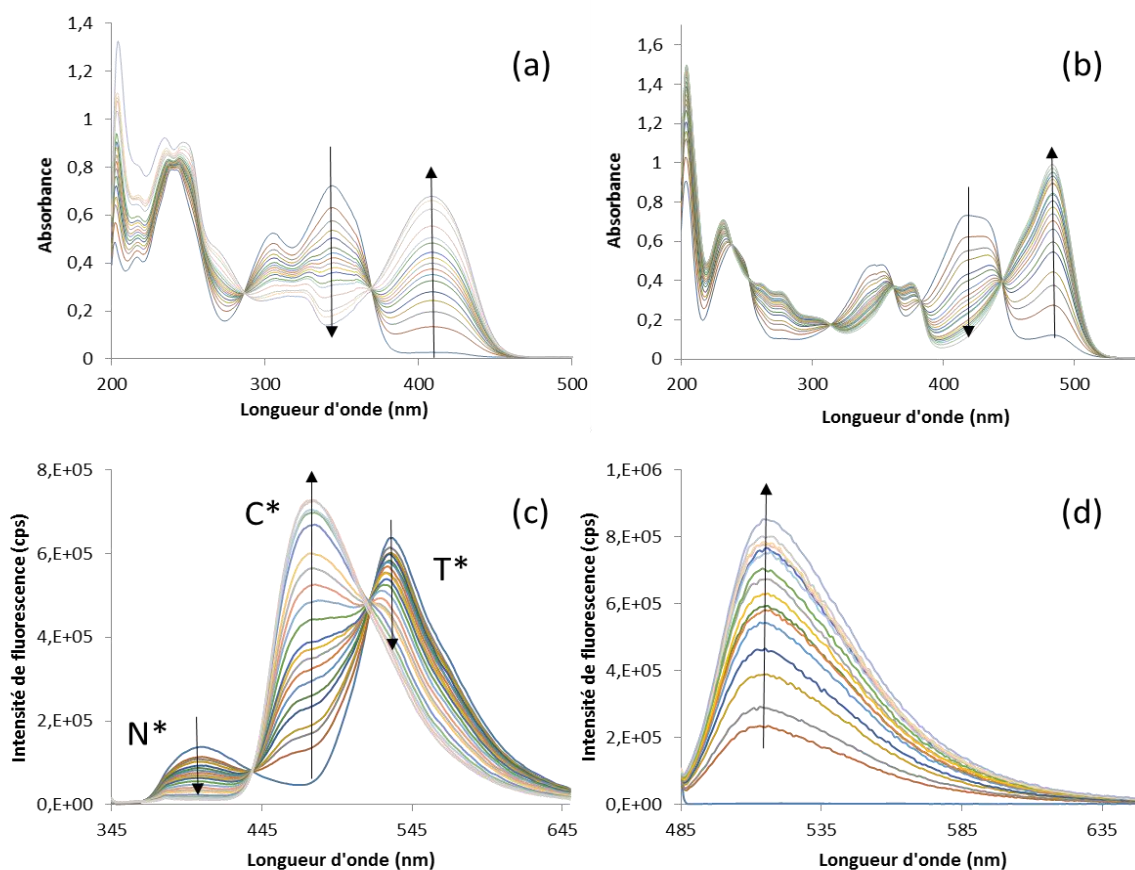 1,4
1,2
1
0,8
0,6
0,4
0,2
0
200
300
400
500
Absorbance
Longueur d'onde (nm)
(a)
1,6
1,4
1,2
1
0,8
0,6
0,4
0,2
0
200
300
400
500
Absorbance
Longueur d'onde (nm)
(b)
8,E+05
6,E+05
4,E+05
2,E+05
0,E+00
345
445
545
645
Intensité de fluorescence (cps)
Longueur d'onde (nm)
N*
C*
T*
(c)
1,E+06
8,E+05
6,E+05
4,E+05
2,E+05
0,E+00
485
535
585
635
Intensité de fluorescence (cps)
Longueur d'onde (nm)
(d)